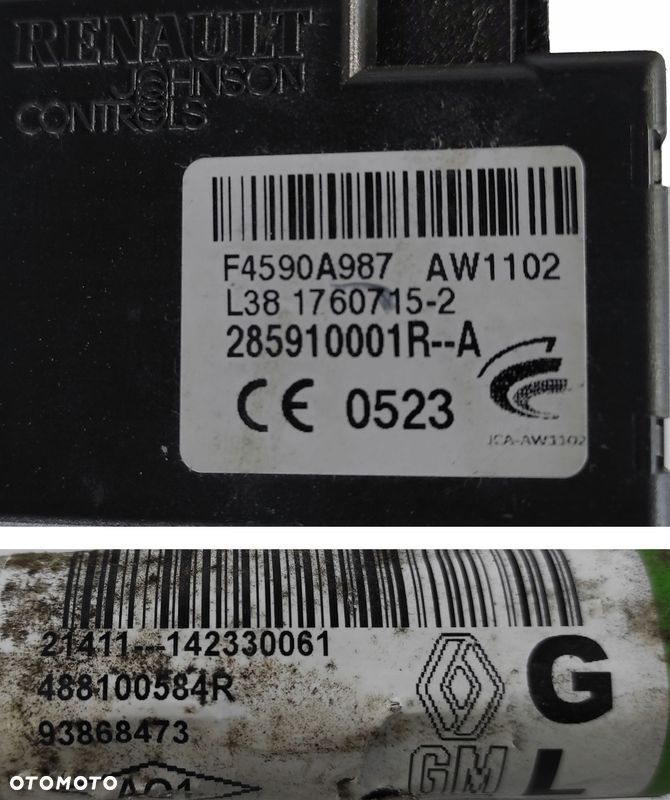 RENAULT
JOHNSON
CONTROLS
F4590A987 AW1102
L38 1760715-2
285910001R--A
CE 0523
JCA-AW1102
21411---142330061
488100584R
93868473
G
GM
L
AO1
OTOMOTO